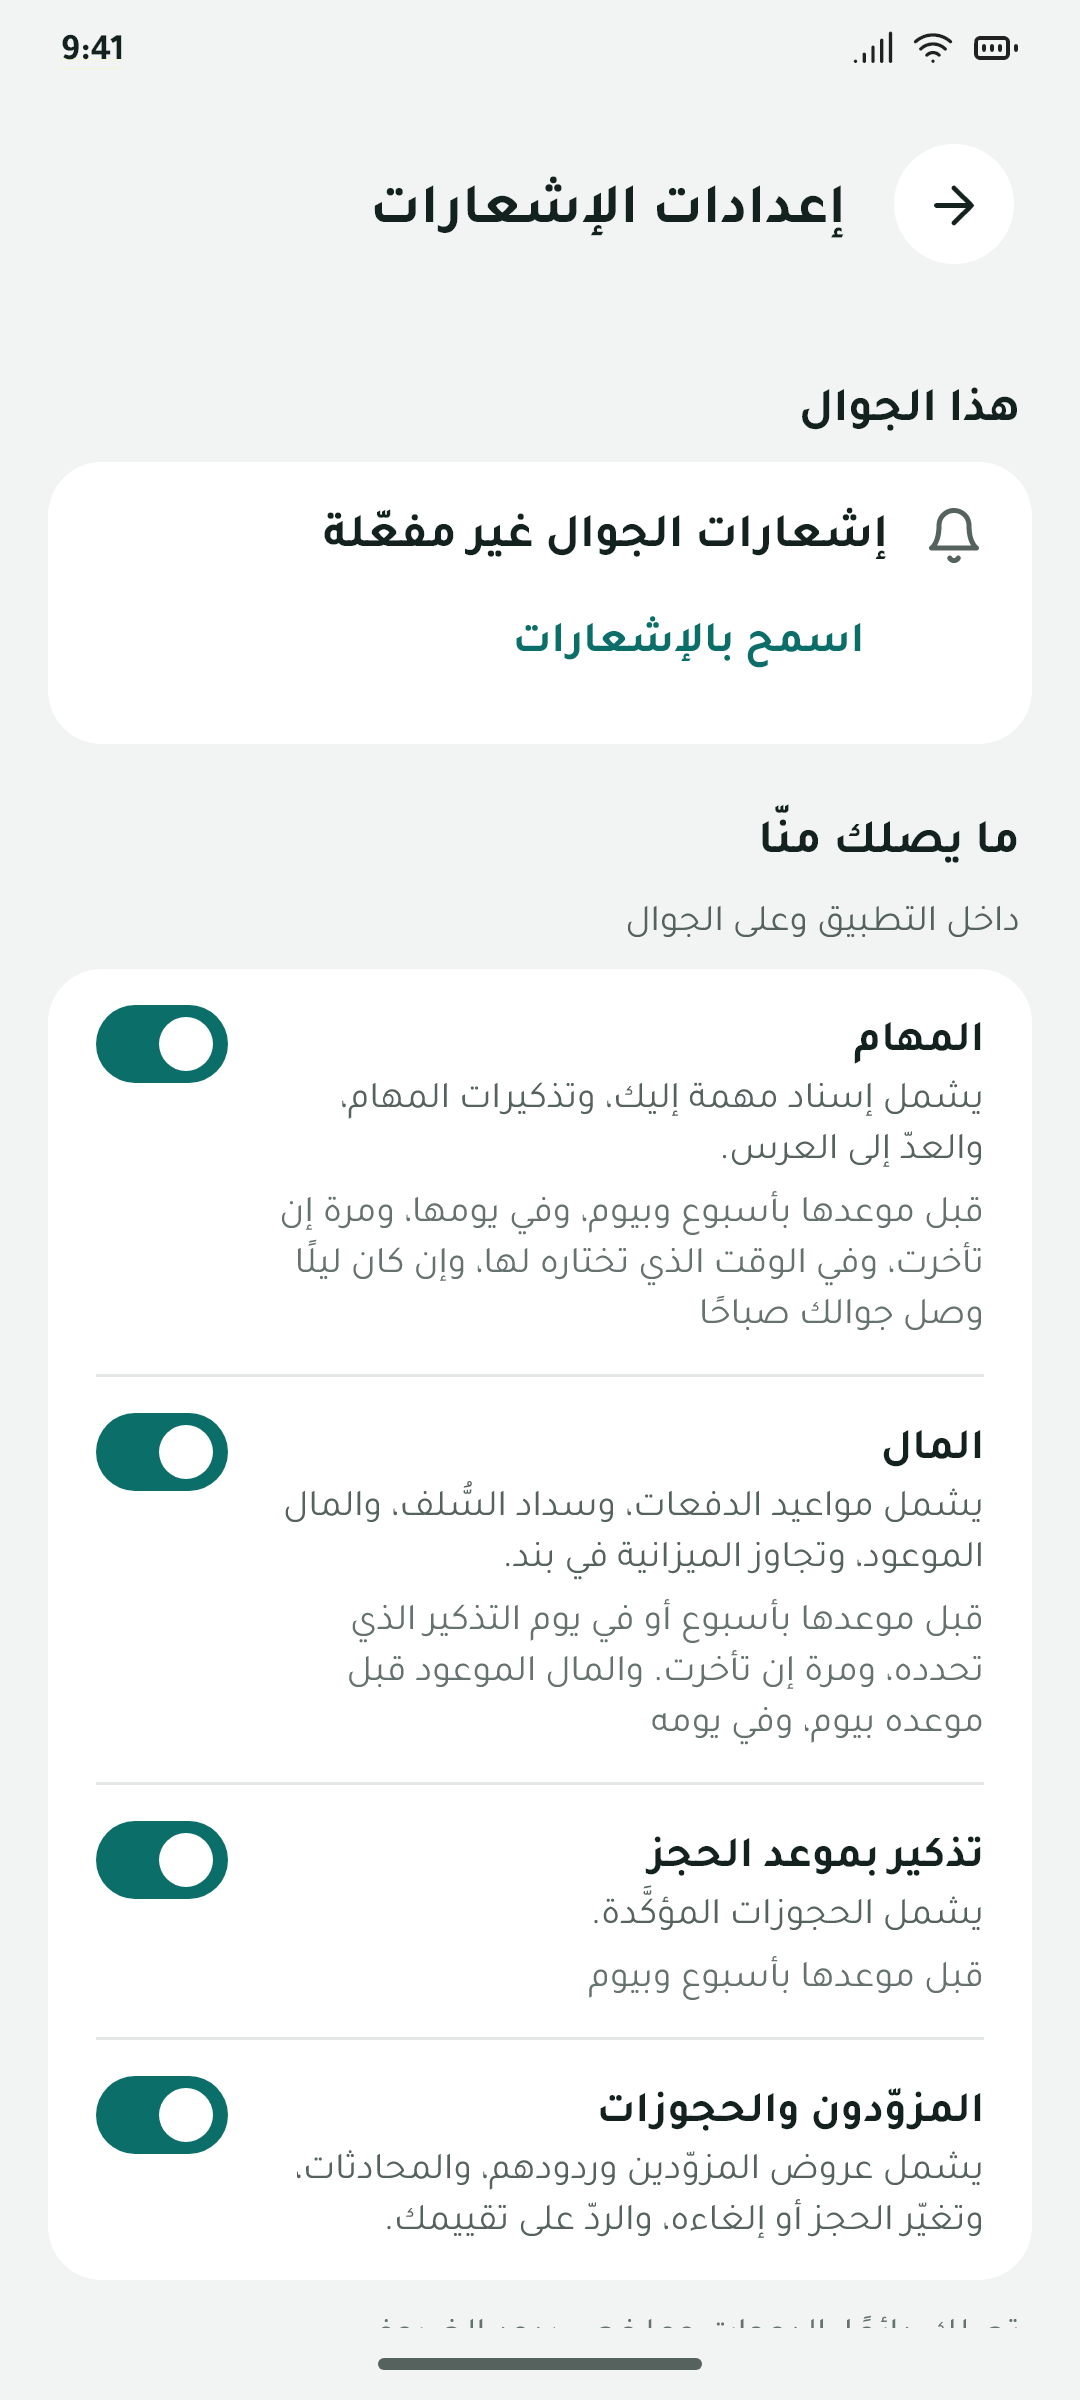 9:41
إعدادات الإشعارات
هذا الجوال
إشعارات الجوال غير مفعّلة
اسمح بالإشعارات
ما يصلك منّا
داخل التطبيق وعلى الجوال
المهام
يشمل إسناد مهمة إليك، وتذكيرات المهام،
والعدّ إلى العرس.
قبل موعدها بأسبوع وبيوم، وفي يومها، ومرة إن
تأخرت، وفي الوقت الذي تختاره لها، وإن كان ليلًا
وصل جوالك صباحًا
المال
يشمل مواعيد الدفعات، وسداد السُّلف، والمال
الموعود، وتجاوز الميزانية في بند.
قبل موعدها بأسبوع أو في يوم التذكير الذي
تحدده، ومرة إن تأخرت. والمال الموعود قبل
موعده بيوم، وفي يومه
تذكير بموعد الحجز
يشمل الحجوزات المؤكَّدة.
قبل موعدها بأسبوع وبيوم
المزوّدون والحجوزات
يشمل عروض المزوّدين وردودهم، والمحادثات،
وتغيّر الحجز أو إلغاءه، والردّ على تقييمك.